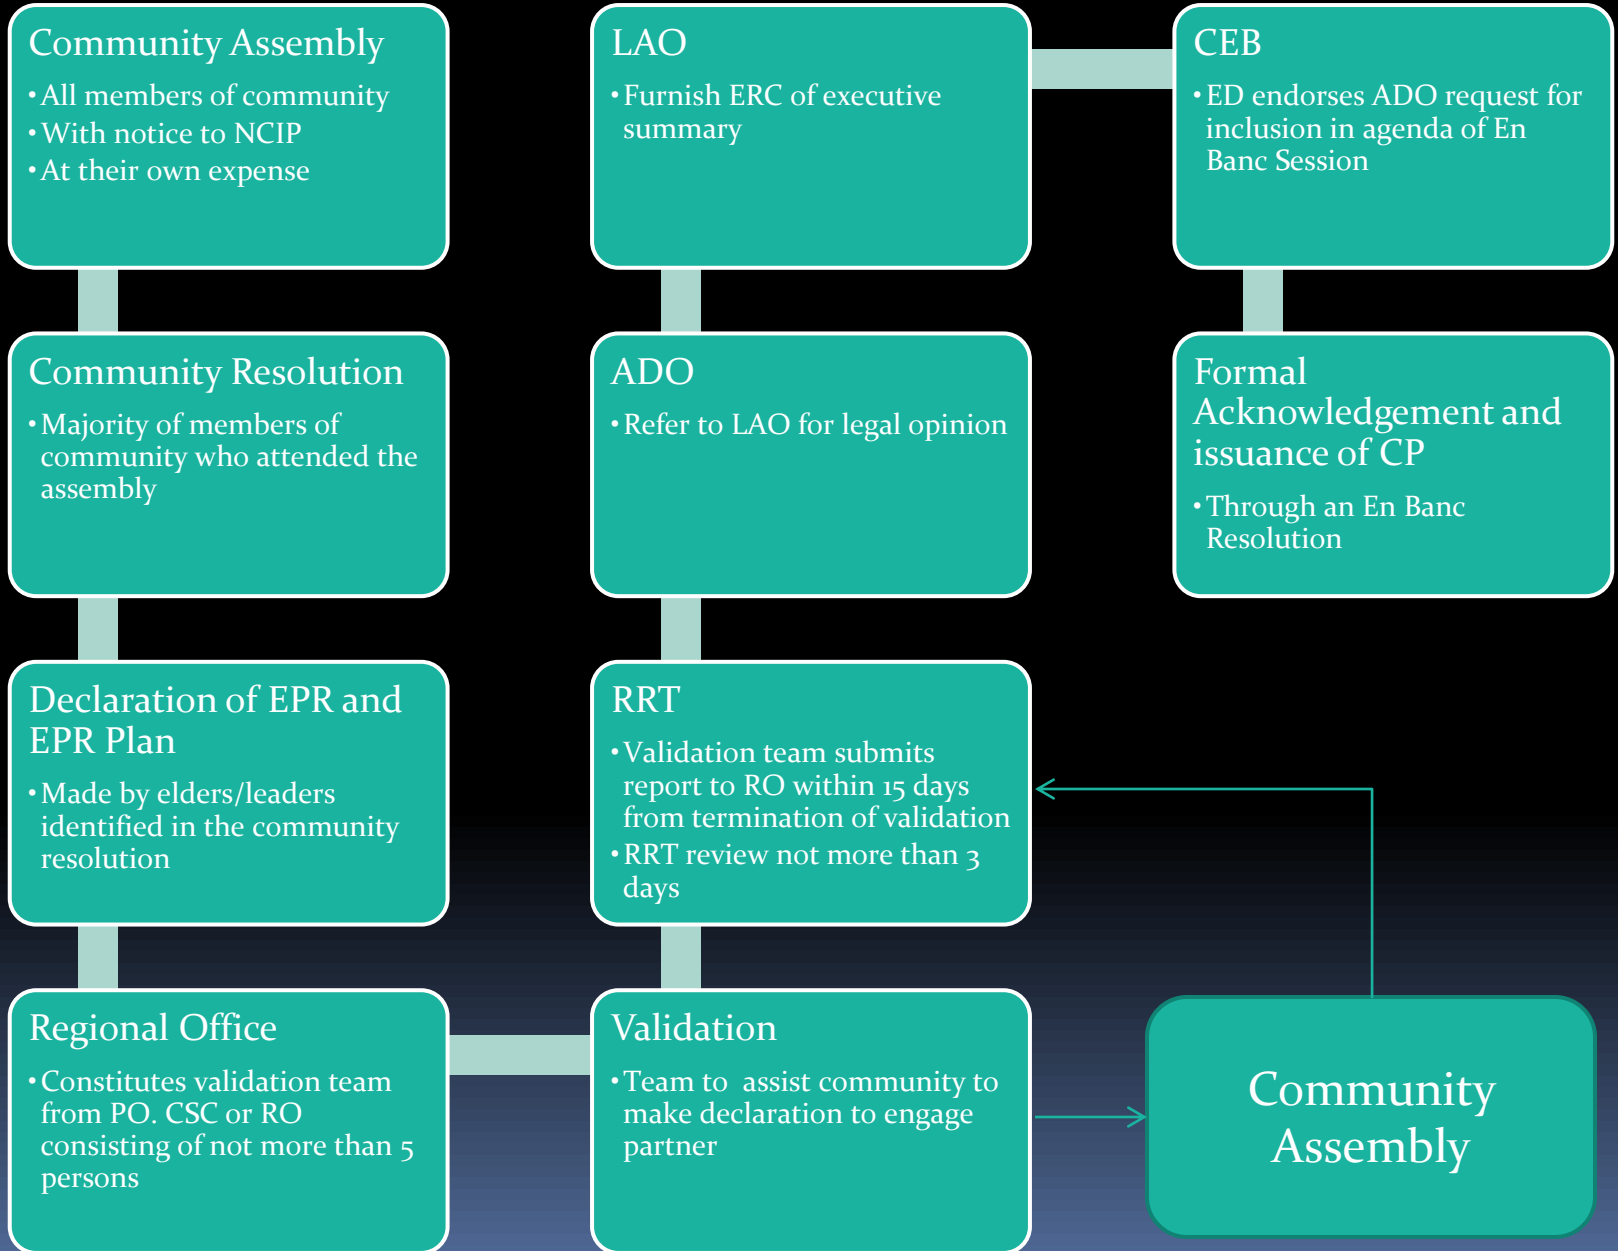 Community Assembly
• All members of community
• With notice to NCIP
• At their own expense
Community Resolution
• Majority of members of
community who attended the
assembly
Declaration of EPR and
EPR Plan
• Made by elders/leaders
identified in the community
resolution
Regional Office
• Constitutes validation team
from PO. CSC or RO
consisting of not more than 5
persons
Validation
• Team to assist community to
make declaration to engage
partner
Community
Assembly
RRT
• Validation team submits
report to RO within 15 days
from termination of validation
• RRT review not more than 3
days
ADO
• Refer to LAO for legal opinion
LAO
• Furnish ERC of executive
summary
CEB
• ED endorses ADO request for
inclusion in agenda of En
Banc Session
Formal
Acknowledgement and
issuance of CP
• Through an En Banc
Resolution